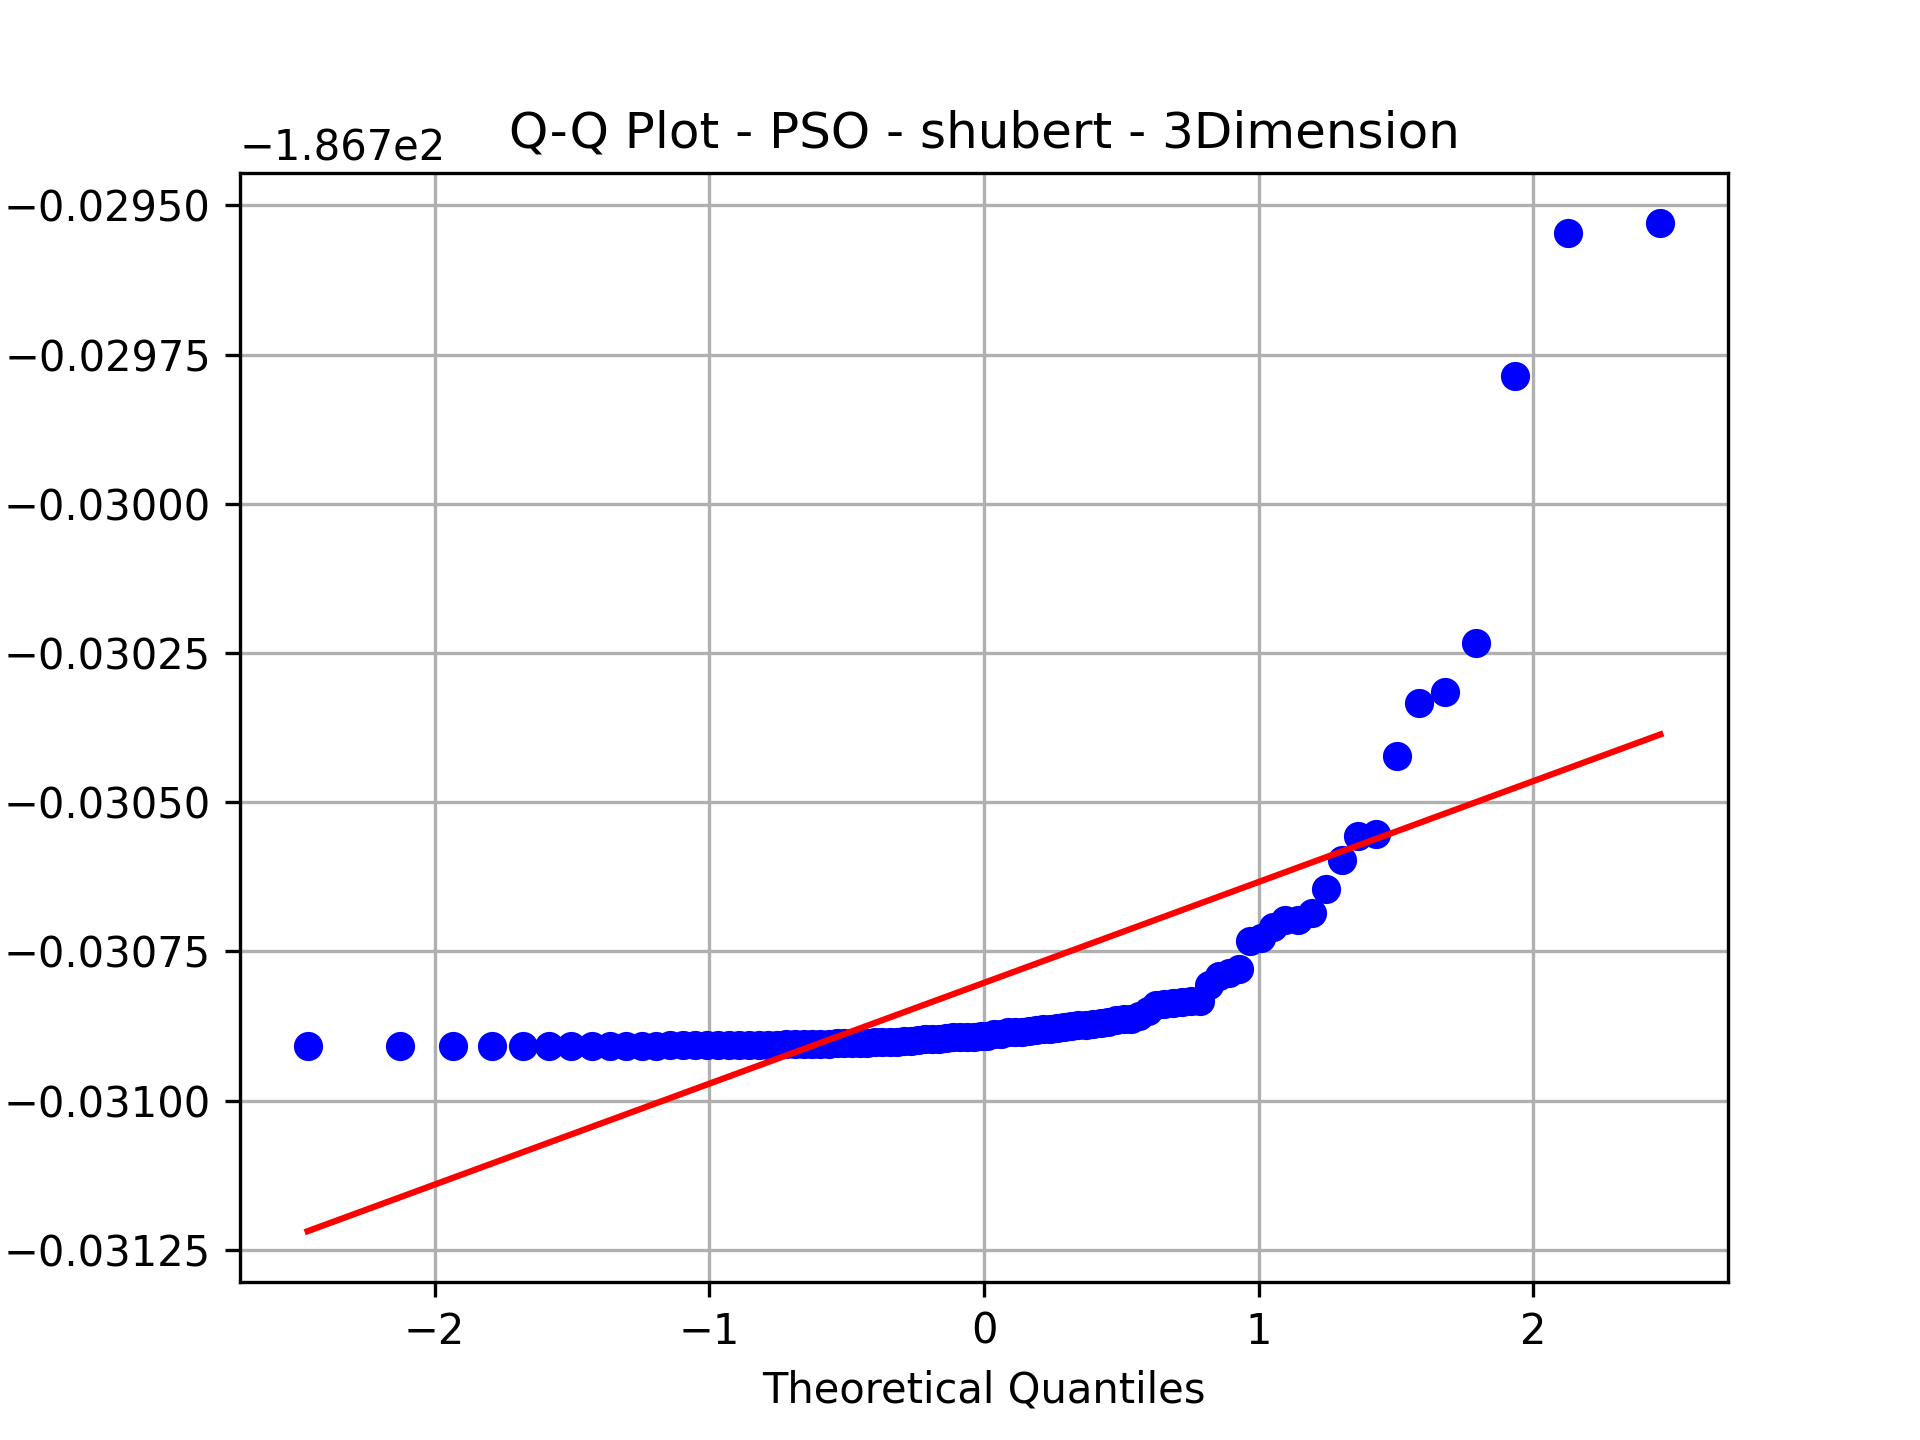 Q-Q Plot - PSO - shubert - 3Dimension
−1.867e2
−0.02950
−0.02975
−0.03000
−0.03025
−0.03050
−0.03075
−0.03100
−0.03125
−2 −1 0 1 2
Theoretical Quantiles